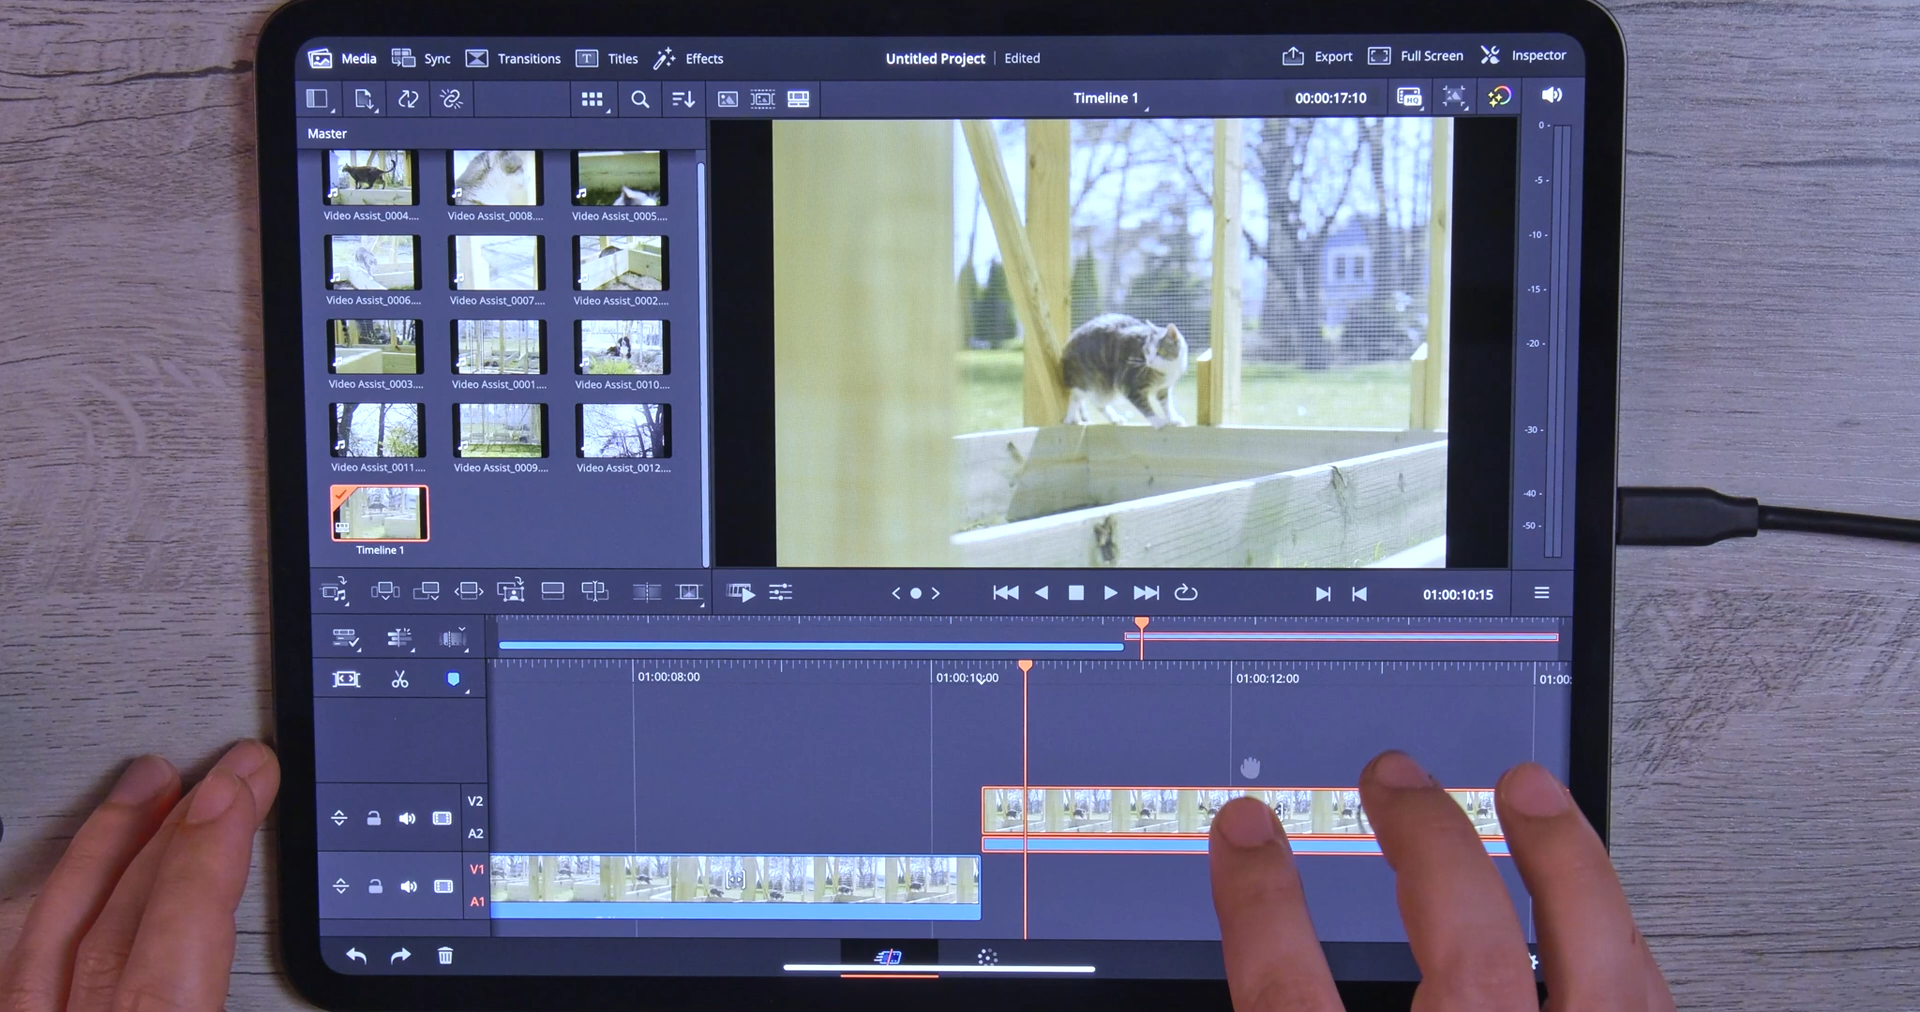 Media Sync Transitions Titles Effects Untitled Project Edited Export Full Screen Inspector
Timeline 1 00:00:17:10 HQ
Master
Video Assist_0004.... Video Assist_0008.... Video Assist_0005....
Video Assist_0006.... Video Assist_0007.... Video Assist_0002....
Video Assist_0003.... Video Assist_0001.... Video Assist_0010....
Video Assist_0011.... Video Assist_0009.... Video Assist_0012....
Timeline 1
0
-5
-10
-15
-20
-30
-40
-50
01:00:10:15
01:00:08:00 01:00:10:00 01:00:12:00 01:00:
V2
A2
V1
A1